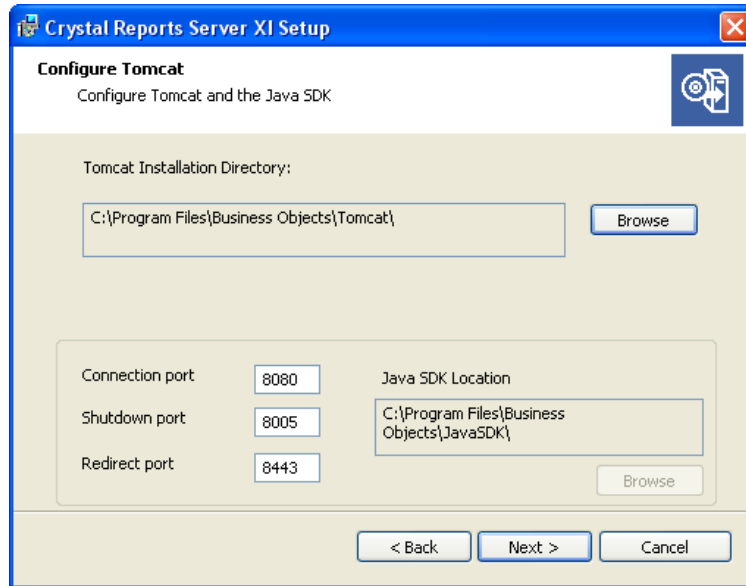 Crystal Reports Server XI Setup
Configure Tomcat
Configure Tomcat and the Java SDK
Tomcat Installation Directory:
C:\Program Files\Business Objects\Tomcat\
Browse
Connection port
8080
Shutdown port
8005
Redirect port
8443
Java SDK Location
C:\Program Files\Business
Objects\JavaSDK\
Browse
< Back
Next >
Cancel